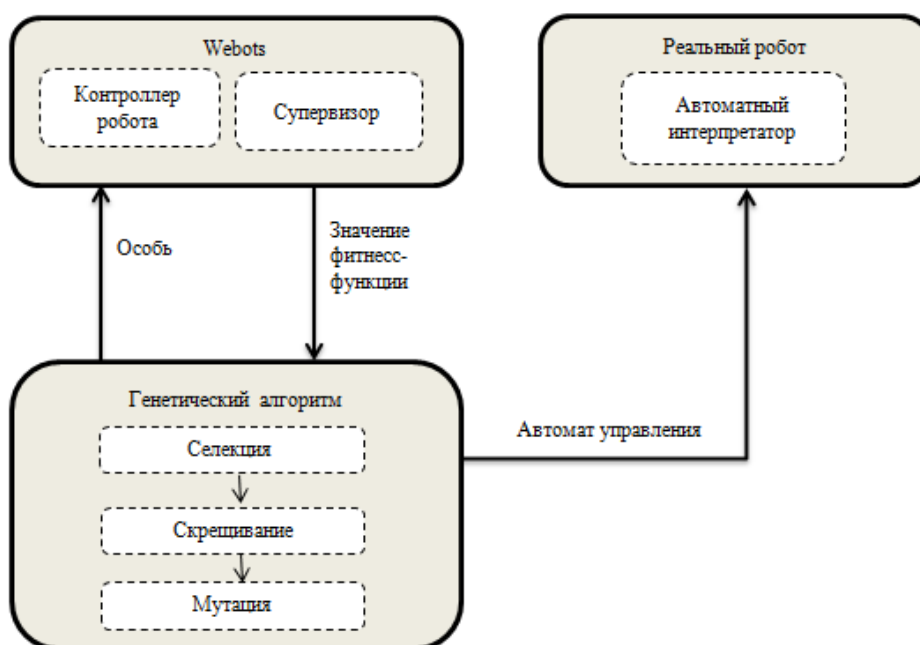 Webots
Контроллер
робота
Супервизор
Реальный робот
Автоматный
интерпретатор
Особь
Значение
фитнесс-
функции
Генетический алгоритм
Селекция
Скрещивание
Мутация
Автомат управления